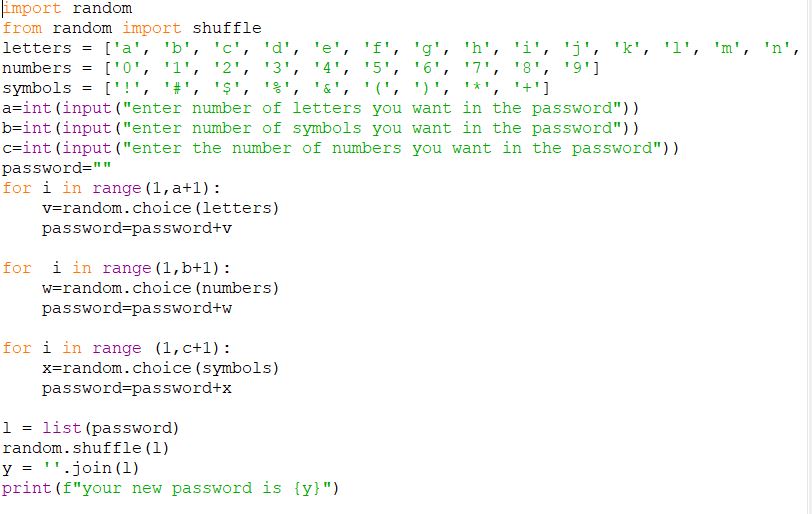 import random
from random import shuffle
letters = ['a', 'b', 'c', 'd', 'e', 'f', 'g', 'h', 'i', 'j', 'k', 'l', 'm', 'n',
numbers = ['0', '1', '2', '3', '4', '5', '6', '7', '8', '9']
symbols = ['!', '#', '$', '%', '&', '(', ')', '*', '+']
a=int(input("enter number of letters you want in the password"))
b=int(input("enter number of symbols you want in the password"))
c=int(input("enter the number of numbers you want in the password"))
password=""
for i in range(1,a+1):
    v=random.choice(letters)
    password=password+v

for  i in range(1,b+1):
    w=random.choice(numbers)
    password=password+w

for i in range (1,c+1):
    x=random.choice(symbols)
    password=password+x

l = list(password)
random.shuffle(l)
y = ''.join(l)
print(f"your new password is {y}")